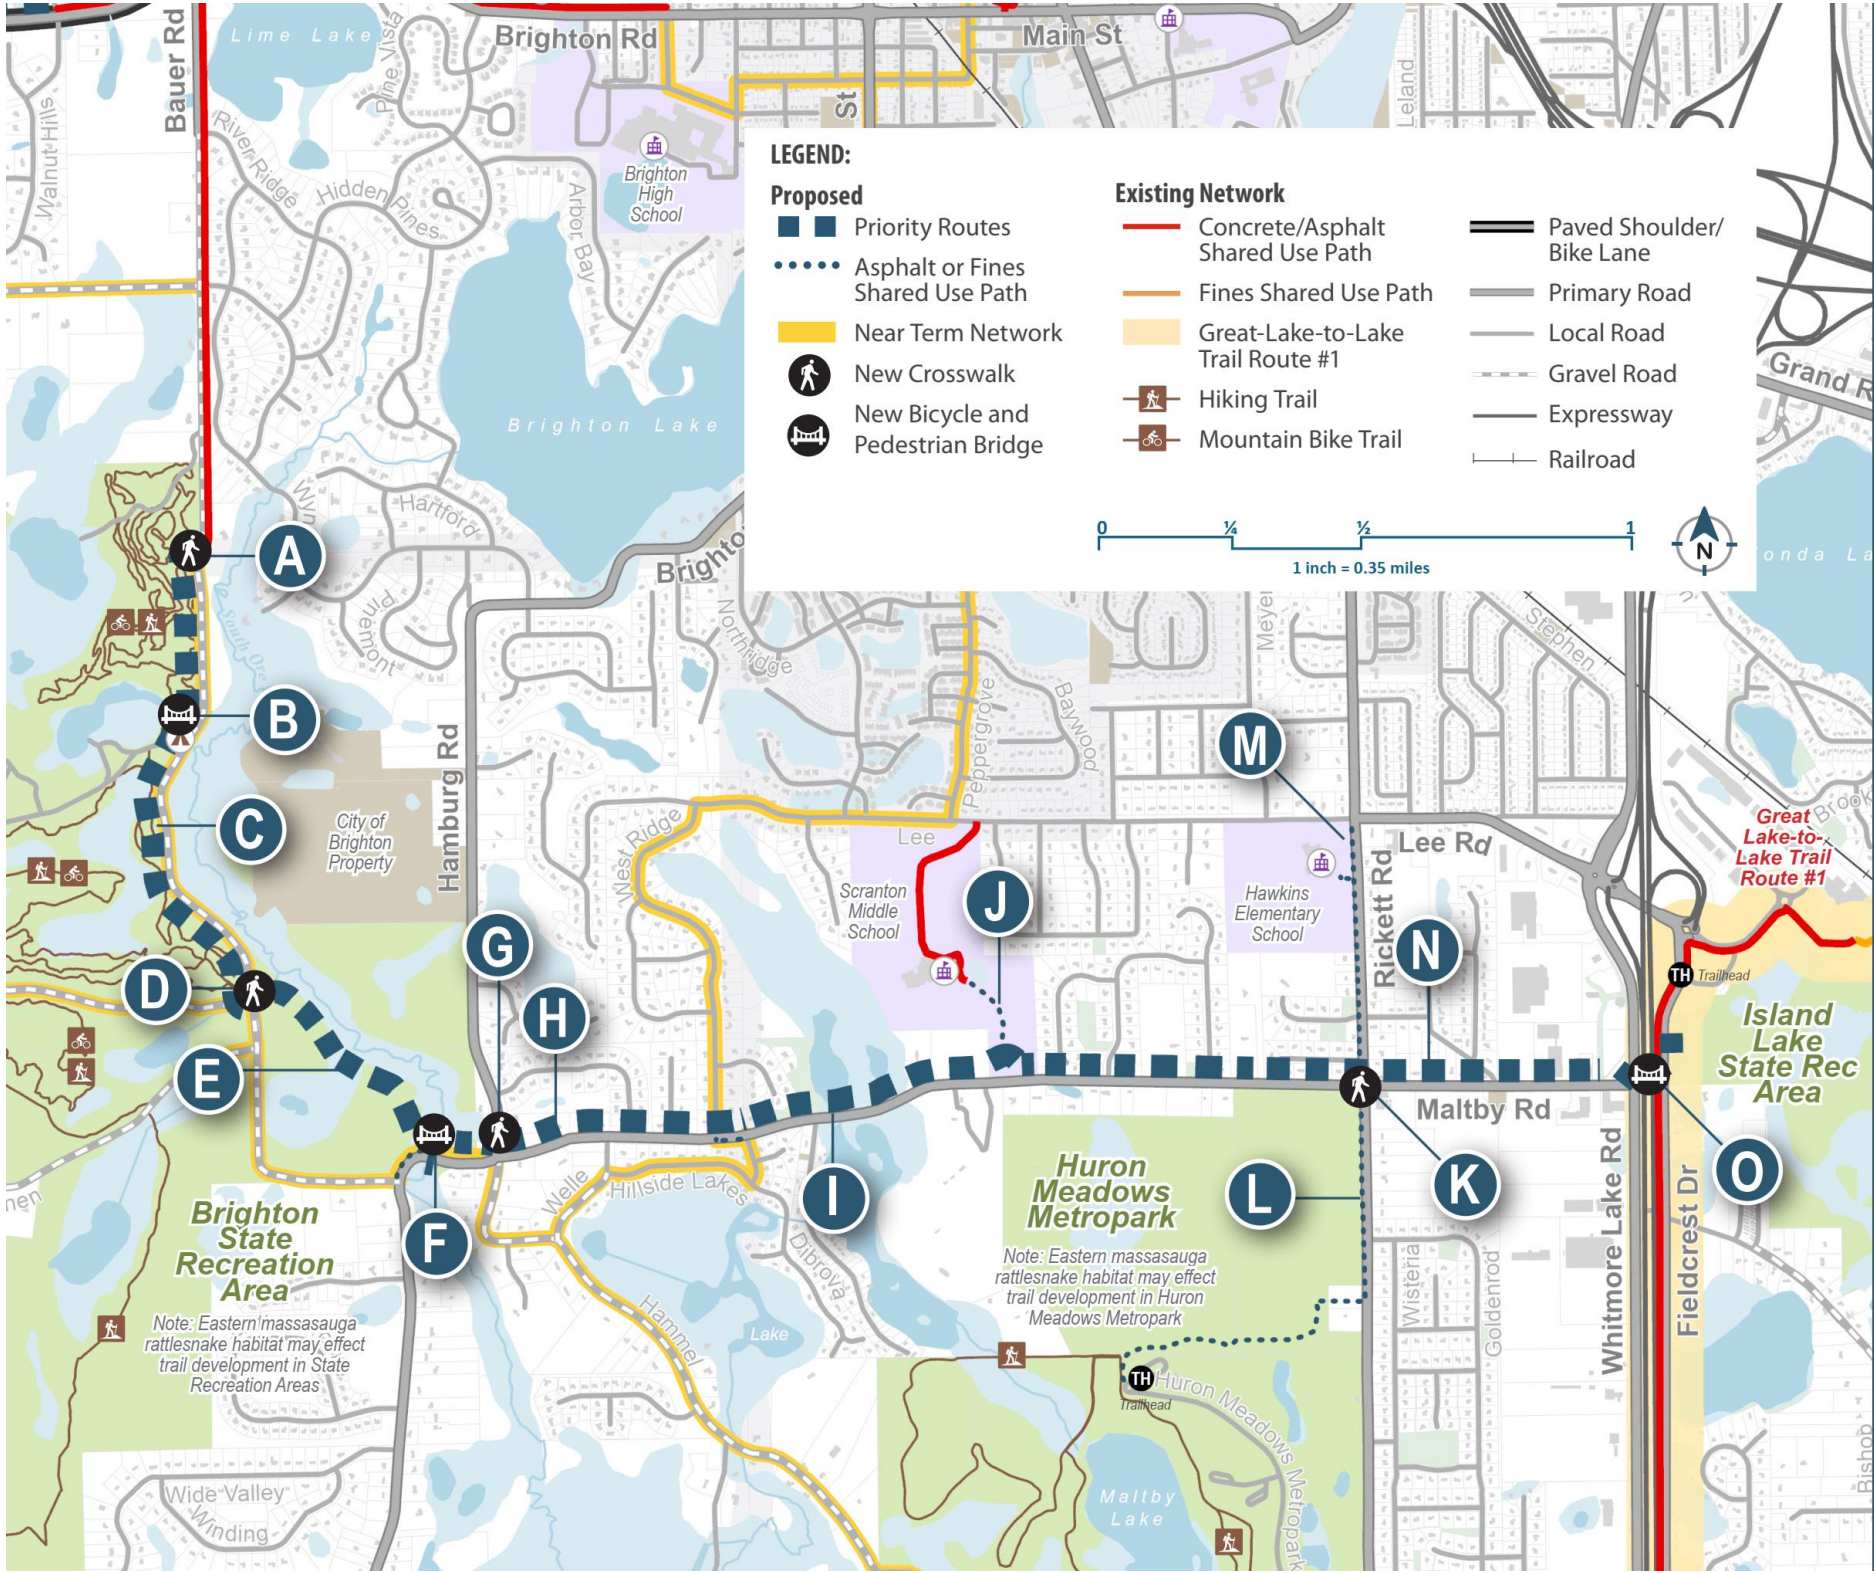 Lime Lake
Bauer Rd
Walnut Hills
Pine Vista
Brighton Rd
Main St
St
Leland
River Ridge
Hidden Pines
Arbor Bay
Brighton
High
School
LEGEND:
Proposed
Priority Routes
Asphalt or Fines
Shared Use Path
Near Term Network
New Crosswalk
New Bicycle and
Pedestrian Bridge
Existing Network
Concrete/Asphalt
Shared Use Path
Fines Shared Use Path
Great-Lake-to-Lake
Trail Route #1
Hiking Trail
Mountain Bike Trail
Paved Shoulder/
Bike Lane
Primary Road
Local Road
Gravel Road
Expressway
Railroad
0 ¼ ½ 1
1 inch = 0.35 miles
N
Grand R
Brighton Lake
Hartford
Pinemont
Brighto
Northridge
Meyer
Stephen
A
B
C
D
E
F
G
H
I
J
K
L
M
N
O
Hamburg Rd
City of
Brighton
Property
West Ridge
Peppergrove
Baywood
Lee
Scranton
Middle
School
Hawkins
Elementary
School
Rickett Rd
Lee Rd
Brook
Great
Lake-to-
Lake Trail
Route #1
TH Trailhead
Island
Lake
State Rec
Area
Maltby Rd
Whitmore Lake Rd
Fieldcrest Dr
Brighton
State
Recreation
Area
Note: Eastern massasauga
rattlesnake habitat may effect
trail development in State
Recreation Areas
Welle
Hillside Lakes
Dibrova
Hammel
Lake
Huron
Meadows
Metropark
Note: Eastern massasauga
rattlesnake habitat may effect
trail development in Huron
Meadows Metropark
Wisteria
Goldenrod
TH
Trailhead
Huron Meadows Metropark
Maltby
Lake
Wide Valley
Winding
Bishop